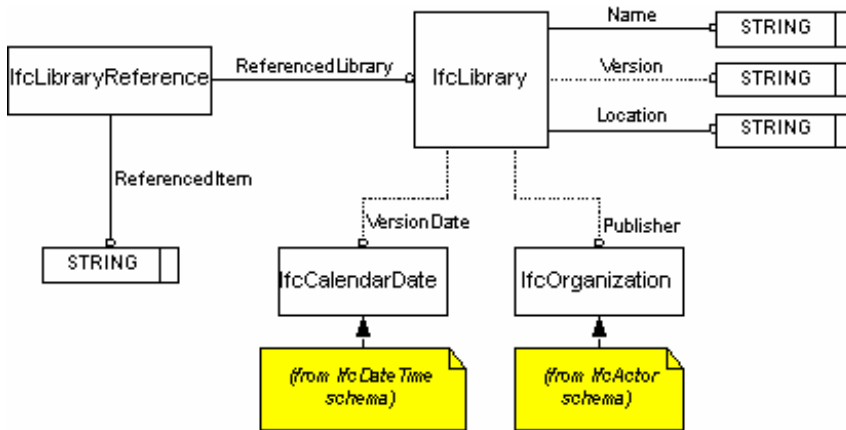 Name
STRING
IfcLibraryReference
ReferencedLibrary
IfcLibrary
Version
STRING
Location
STRING
ReferencedItem
STRING
VersionDate
Publisher
IfcCalendarDate
IfcOrganization
(from IfcDateTime
schema)
(from IfcActor
schema)